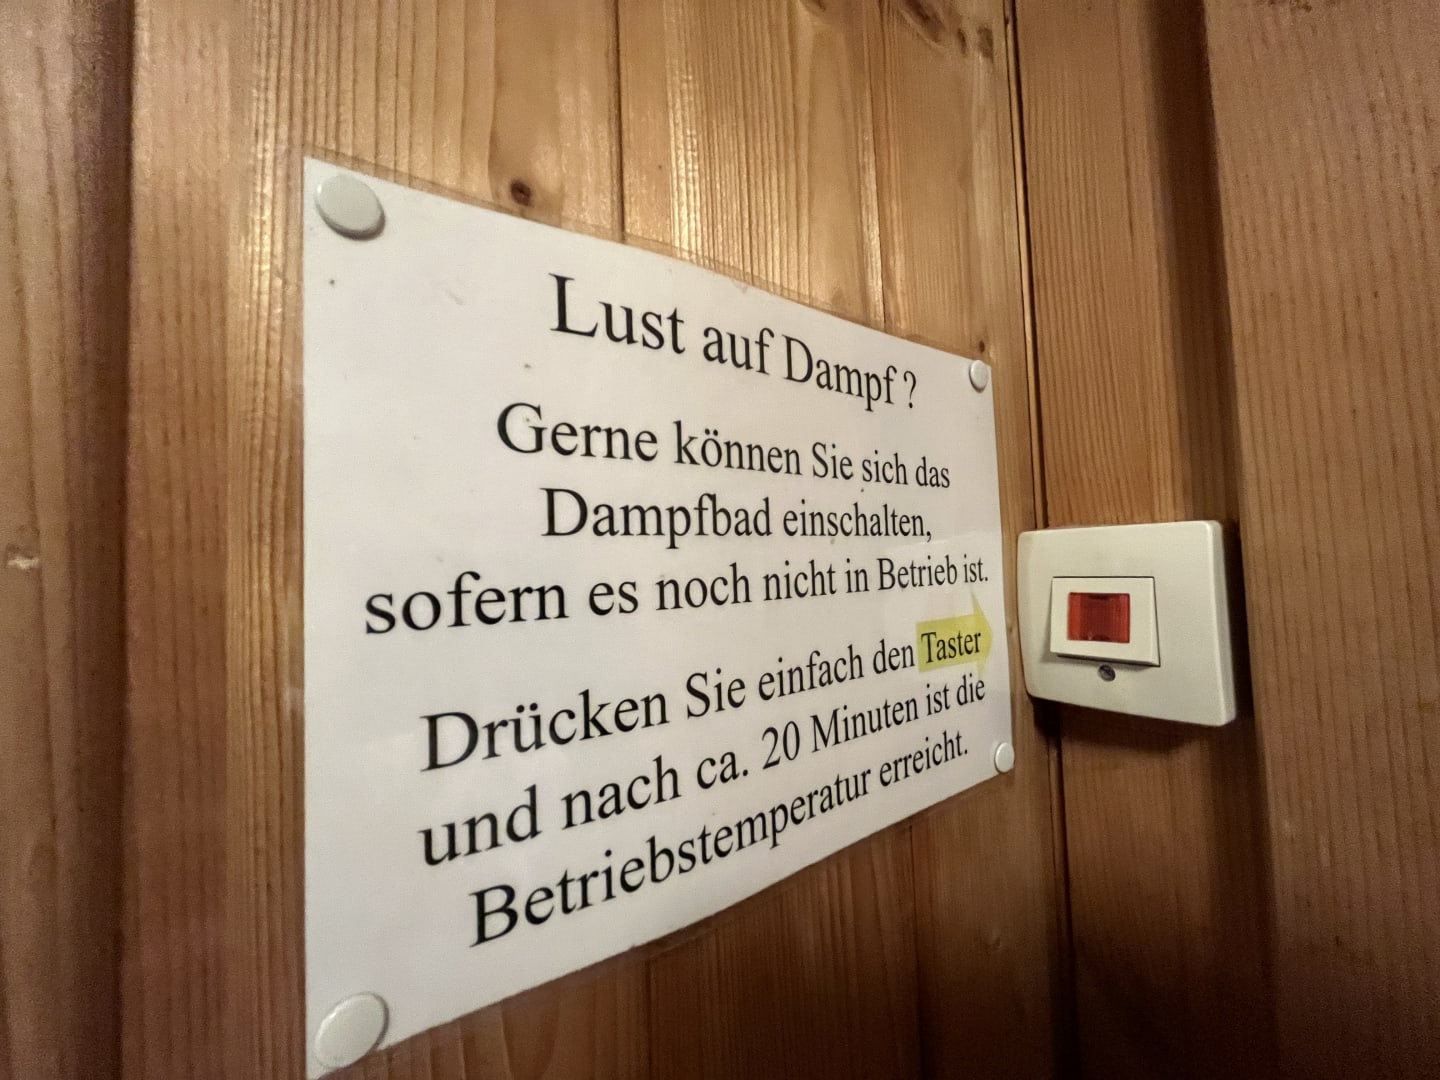 Lust auf Dampf ?
Gerne können Sie sich das
Dampfbad einschalten,
sofern es noch nicht in Betrieb ist.
Drücken Sie einfach den Taster
und nach ca. 20 Minuten ist die
Betriebstemperatur erreicht.